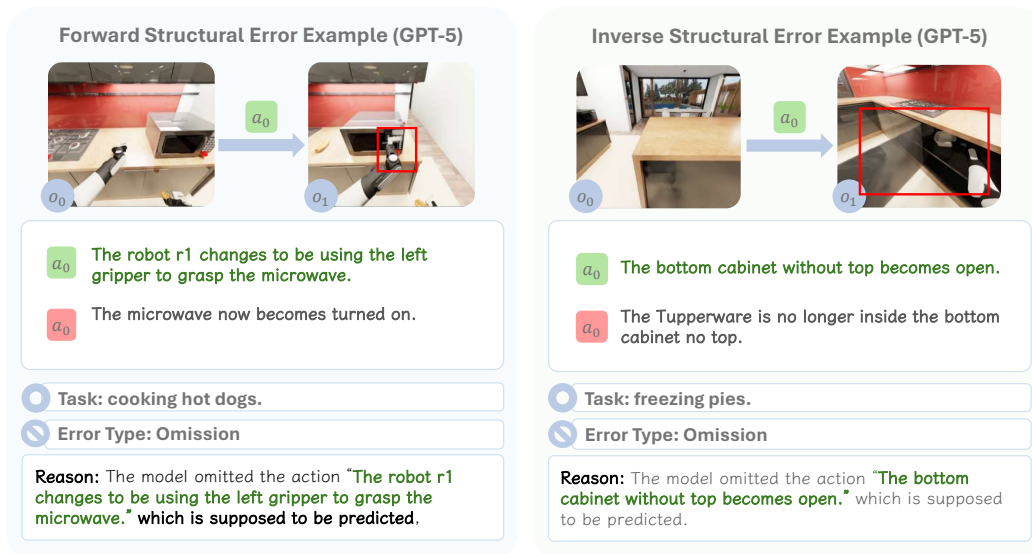 Forward Structural Error Example (GPT-5)
a0
o0
o1
a0
The robot r1 changes to be using the left
gripper to grasp the microwave.
a0
The microwave now becomes turned on.
Task: cooking hot dogs.
Error Type: Omission
Reason: The model omitted the action “The robot r1
changes to be using the left gripper to grasp the
microwave.” which is supposed to be predicted.
Inverse Structural Error Example (GPT-5)
a0
o0
o1
a0
The bottom cabinet without top becomes open.
a0
The Tupperware is no longer inside the bottom
cabinet no top.
Task: freezing pies.
Error Type: Omission
Reason: The model omitted the action “The bottom
cabinet without top becomes open.” which is supposed
to be predicted.